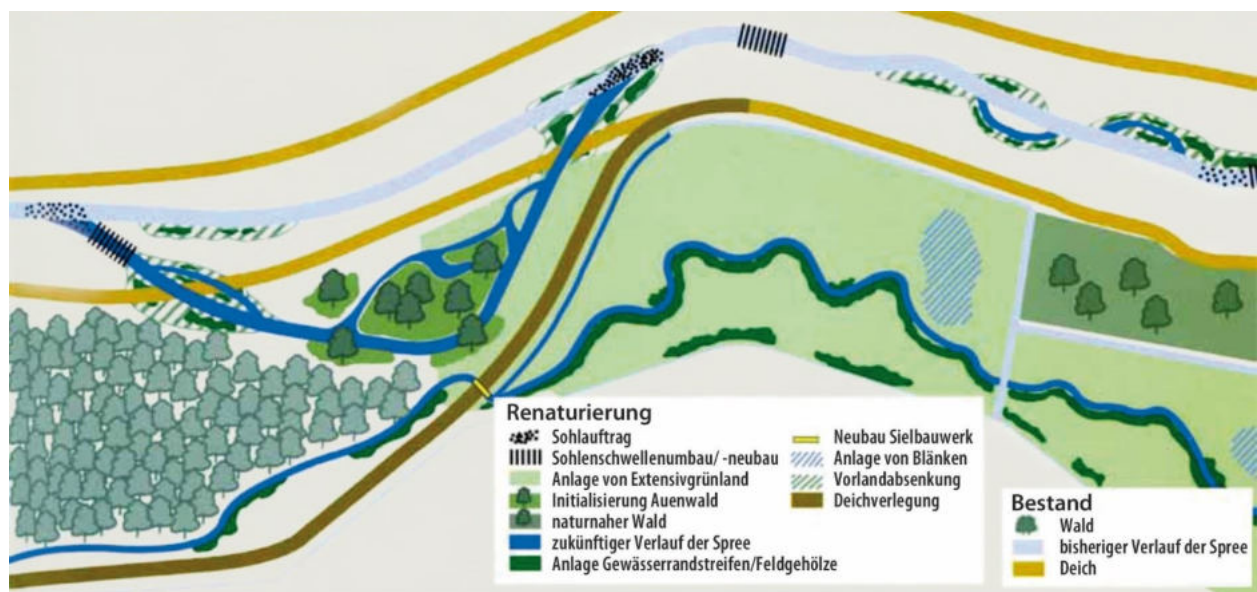 Renaturierung
Sohlauftrag
Sohlenschwellenumbau/ -neubau
Anlage von Extensivgrünland
Initialisierung Auenwald
naturnaher Wald
zukünftiger Verlauf der Spree
Anlage Gewässerrandstreifen/Feldgehölze
Neubau Sielbauwerk
Anlage von Blänken
Vorlandabsenkung
Deichverlegung
Bestand
Wald
bisheriger Verlauf der Spree
Deich